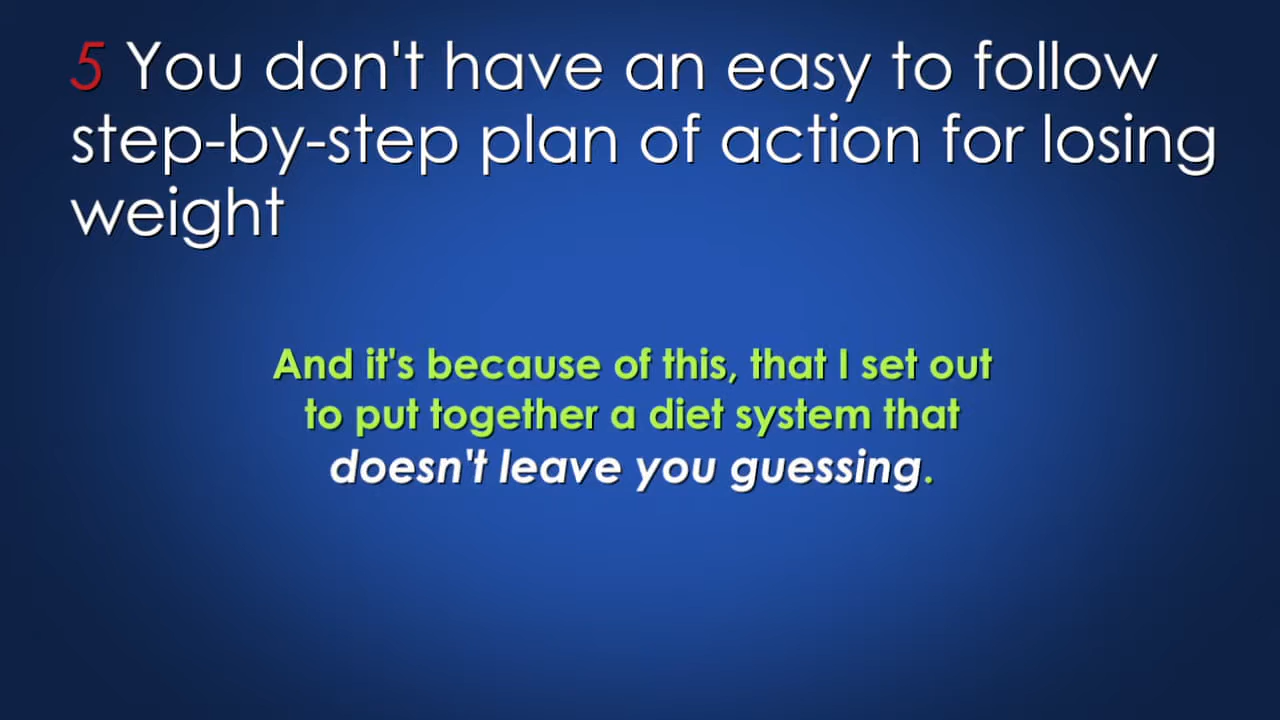 5 You don't have an easy to follow
step-by-step plan of action for losing
weight
And it's because of this, that I set out
to put together a diet system that
doesn't leave you guessing.